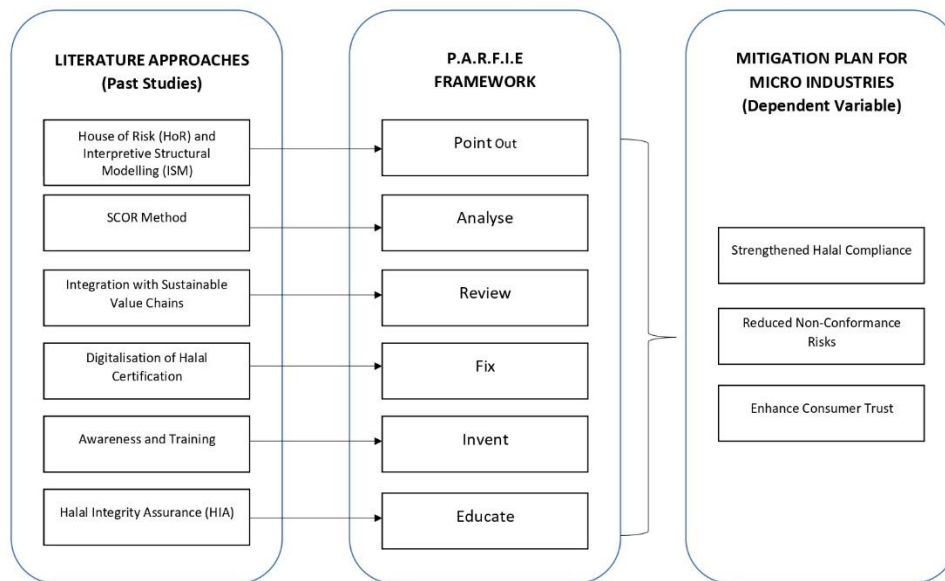 LITERATURE APPROACHES
(Past Studies)
House of Risk (HoR) and
Interpretive Structural
Modelling (ISM)
SCOR Method
Integration with Sustainable
Value Chains
Digitalisation of Halal
Certification
Awareness and Training
Halal Integrity Assurance (HIA)
P.A.R.F.I.E
FRAMEWORK
Point Out
Analyse
Review
Fix
Invent
Educate
MITIGATION PLAN FOR
MICRO INDUSTRIES
(Dependent Variable)
Strengthened Halal Compliance
Reduced Non-Conformance
Risks
Enhance Consumer Trust